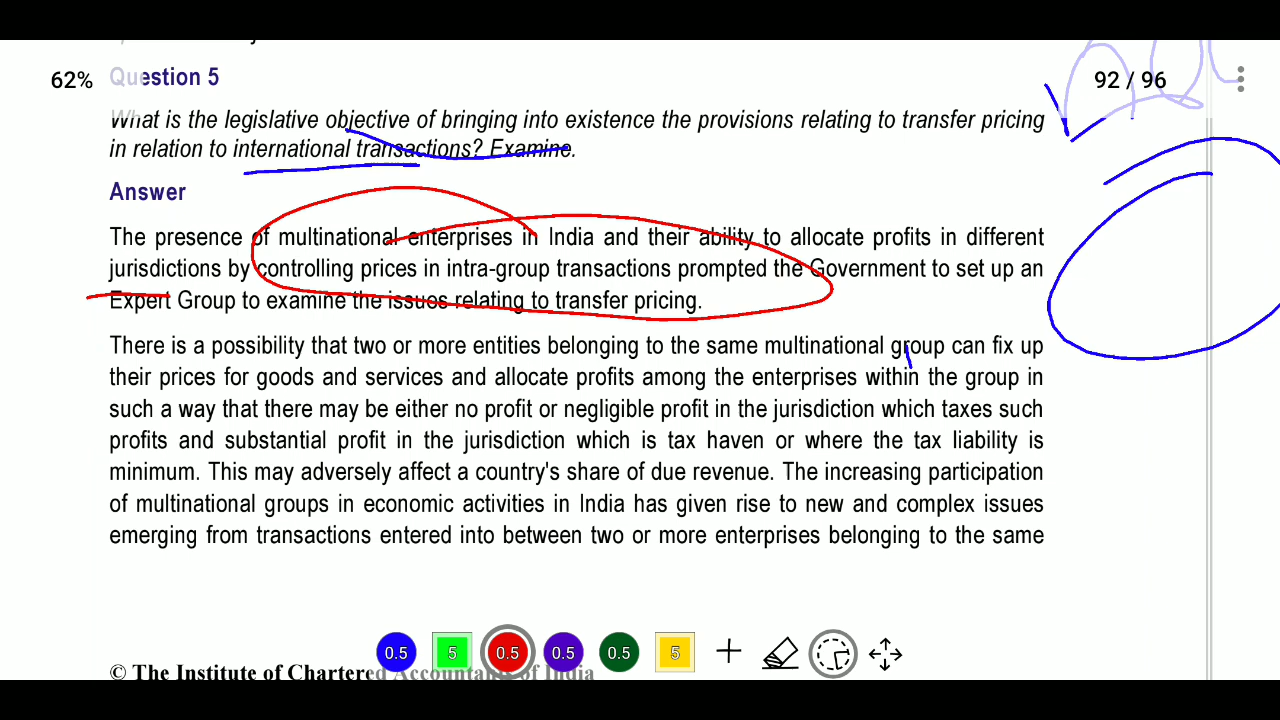 62%
Question 5
92 / 96
What is the legislative objective of bringing into existence the provisions relating to transfer pricing
in relation to international transactions? Examine.
Answer
The presence of multinational enterprises in India and their ability to allocate profits in different
jurisdictions by controlling prices in intra-group transactions prompted the Government to set up an
Expert Group to examine the issues relating to transfer pricing.
There is a possibility that two or more entities belonging to the same multinational group can fix up
their prices for goods and services and allocate profits among the enterprises within the group in
such a way that there may be either no profit or negligible profit in the jurisdiction which taxes such
profits and substantial profit in the jurisdiction which is tax haven or where the tax liability is
minimum. This may adversely affect a country's share of due revenue. The increasing participation
of multinational groups in economic activities in India has given rise to new and complex issues
emerging from transactions entered into between two or more enterprises belonging to the same
0.5 5 0.5 0.5 0.5 5
© The Institute of Chartered Accountants of India